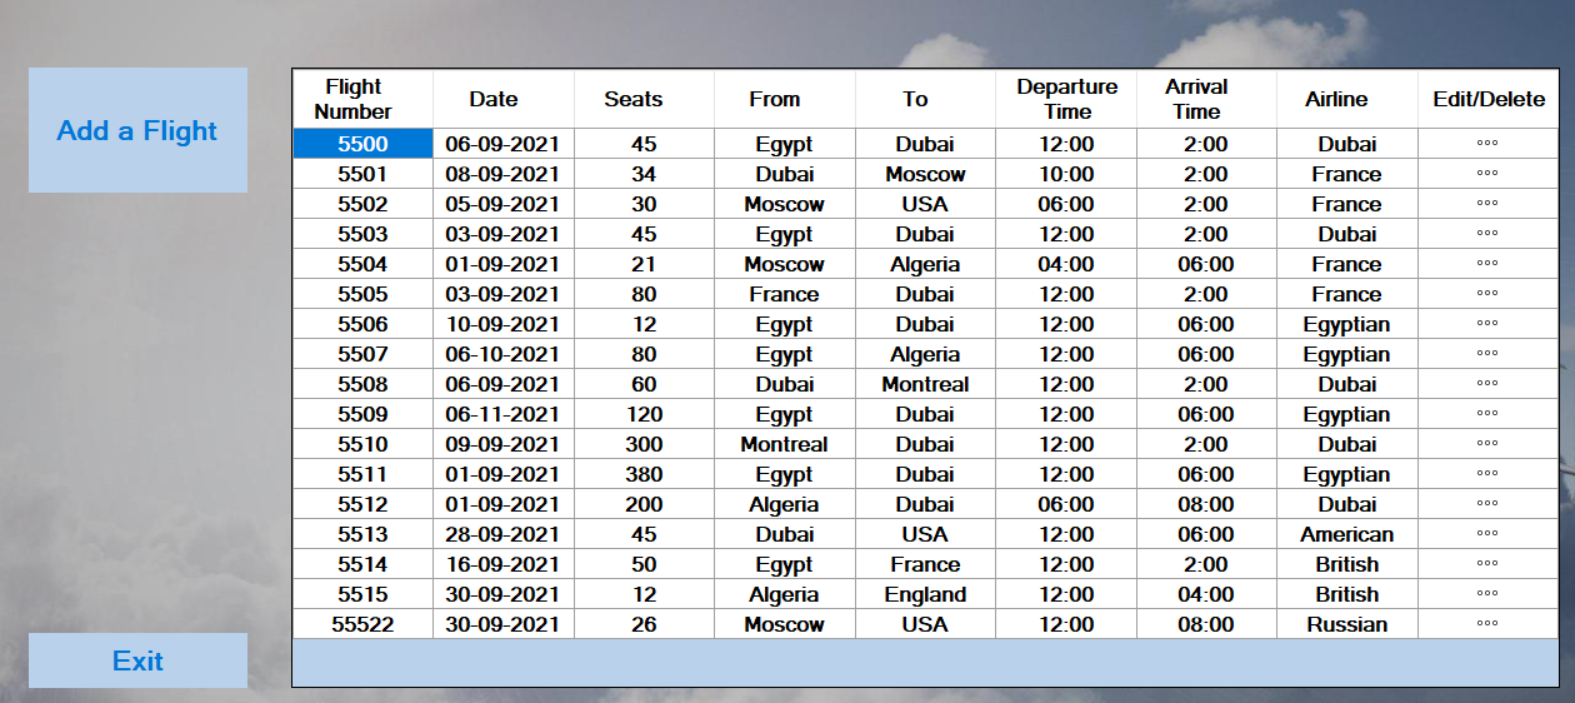 Add a Flight
Exit
Flight Number Date Seats From To Departure Time Arrival Time Airline Edit/Delete
5500 06-09-2021 45 Egypt Dubai 12:00 2:00 Dubai
5501 08-09-2021 34 Dubai Moscow 10:00 2:00 France
5502 05-09-2021 30 Moscow USA 06:00 2:00 France
5503 03-09-2021 45 Egypt Dubai 12:00 2:00 Dubai
5504 01-09-2021 21 Moscow Algeria 04:00 06:00 France
5505 03-09-2021 80 France Dubai 12:00 2:00 France
5506 10-09-2021 12 Egypt Dubai 12:00 06:00 Egyptian
5507 06-10-2021 80 Egypt Algeria 12:00 06:00 Egyptian
5508 06-09-2021 60 Dubai Montreal 12:00 2:00 Dubai
5509 06-11-2021 120 Egypt Dubai 12:00 06:00 Egyptian
5510 09-09-2021 300 Montreal Dubai 12:00 2:00 Dubai
5511 01-09-2021 380 Egypt Dubai 12:00 06:00 Egyptian
5512 01-09-2021 200 Algeria Dubai 06:00 08:00 Dubai
5513 28-09-2021 45 Dubai USA 12:00 06:00 American
5514 16-09-2021 50 Egypt France 12:00 2:00 British
5515 30-09-2021 12 Algeria England 12:00 04:00 British
55522 30-09-2021 26 Moscow USA 12:00 08:00 Russian